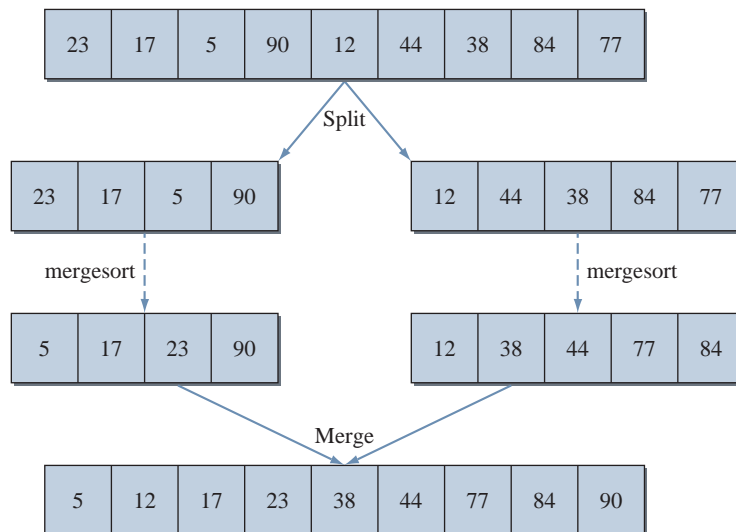 23 17 5 90 12 44 38 84 77
Split
23 17 5 90
12 44 38 84 77
mergesort
mergesort
5 17 23 90
12 38 44 77 84
Merge
5 12 17 23 38 44 77 84 90